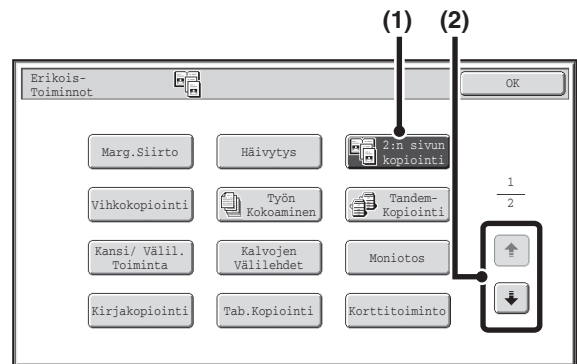 (1) (2)
Erikois-
Toiminnot
OK
Marg.Siirto Häivytys 2:n sivun
kopiointi
Vihkokopiointi Työn
Kokoaminen Tandem-
Kopiointi
1
2
Kansi/ Välil.
Toiminta Kalvojen
Välilehdet Moniotos
Kirjakopiointi Tab.Kopiointi Korttitoiminto